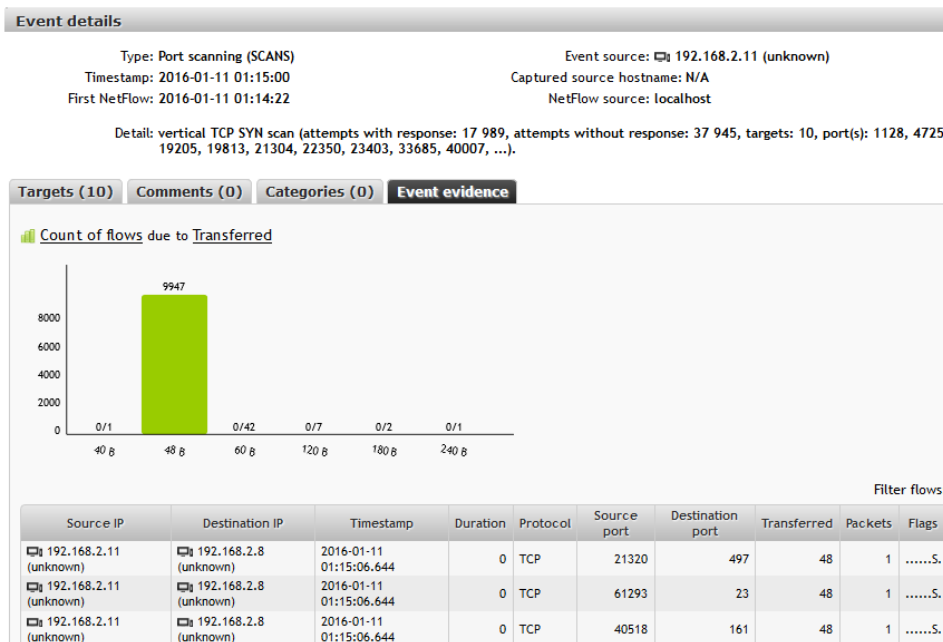 Event details
Type: Port scanning (SCANS)
Event source: 192.168.2.11 (unknown)
Timestamp: 2016-01-11 01:15:00
Captured source hostname: N/A
First NetFlow: 2016-01-11 01:14:22
NetFlow source: localhost
Detail: vertical TCP SYN scan (attempts with response: 17 989, attempts without response: 37 945, targets: 10, port(s): 1128, 4725
19205, 19813, 21304, 22350, 23403, 33685, 40007, ...).
Targets (10) Comments (0) Categories (0) Event evidence
Count of flows due to Transferred
9947
8000
6000
4000
2000
0
0/1 0/42 0/7 0/2 0/1
40 B 48 B 60 B 120 B 180 B 240 B
Filter flows
Source IP Destination IP Timestamp Duration Protocol Source port Destination port Transferred Packets Flags
192.168.2.11 (unknown) 192.168.2.8 (unknown) 2016-01-11 01:15:06.644 0 TCP 21320 497 48 1 ......S.
192.168.2.11 (unknown) 192.168.2.8 (unknown) 2016-01-11 01:15:06.644 0 TCP 61293 23 48 1 ......S.
192.168.2.11 (unknown) 192.168.2.8 (unknown) 2016-01-11 01:15:06.644 0 TCP 40518 161 48 1 ......S.